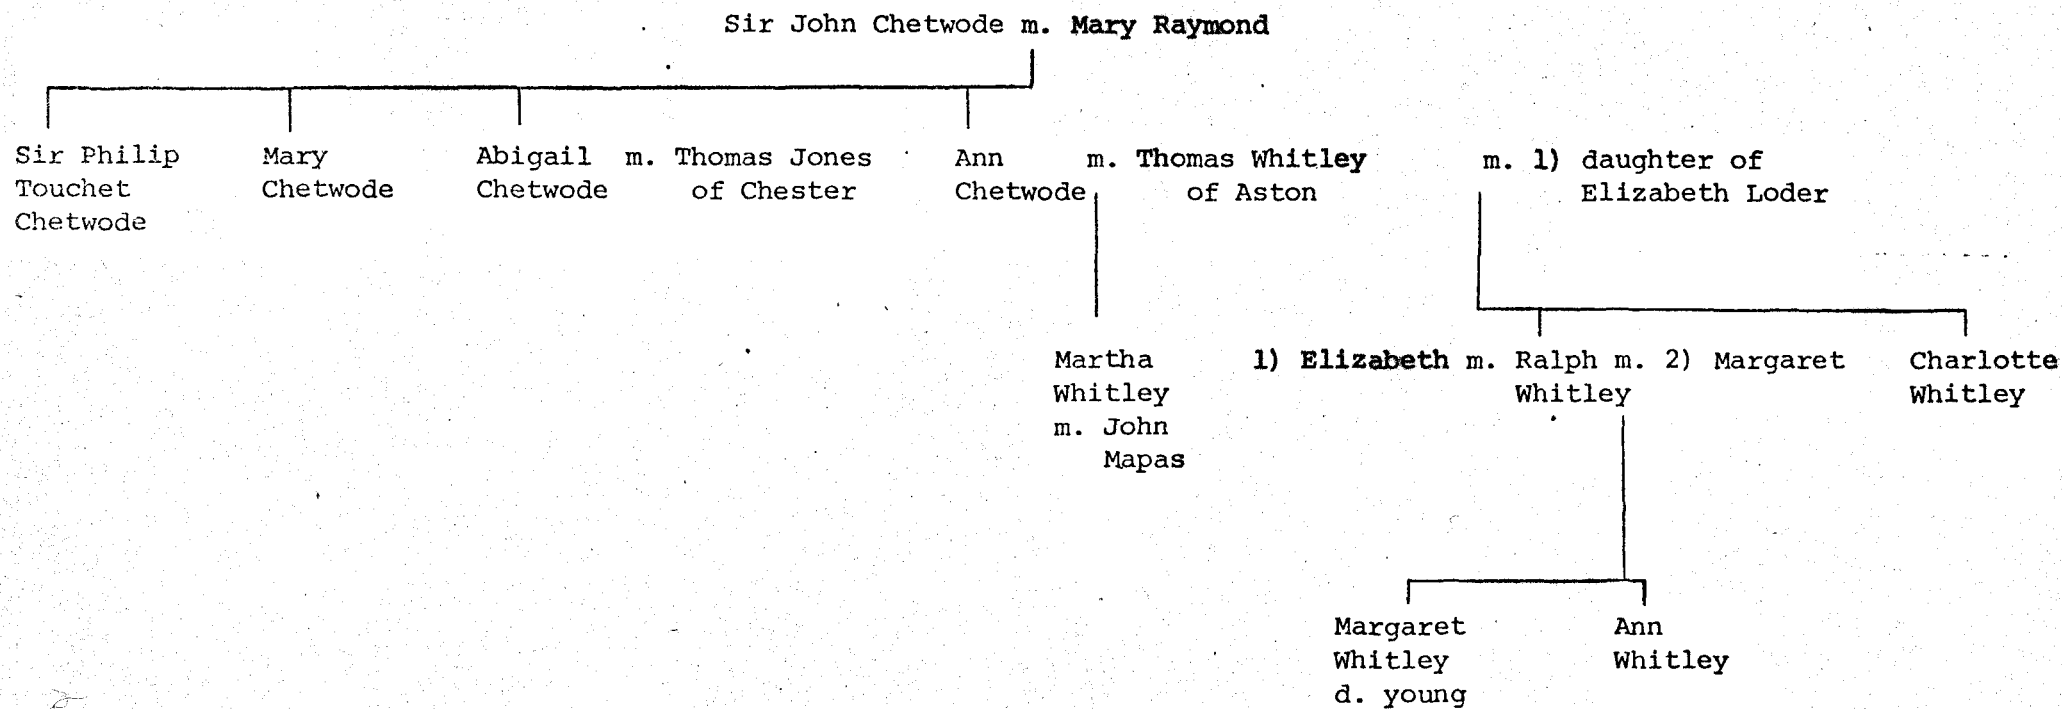 Sir John Chetwode m. Mary Raymond
Sir Philip Mary Abigail m. Thomas Jones Ann m. Thomas Whitley m. 1) daughter of
Touchet Chetwode Chetwode of Chester Chetwode of Aston Elizabeth Loder
Chetwode
Martha 1) Elizabeth m. Ralph m. 2) Margaret Charlotte
Whitley Whitley Whitley
m. John
Mapas
Margaret Ann
Whitley Whitley
d. young